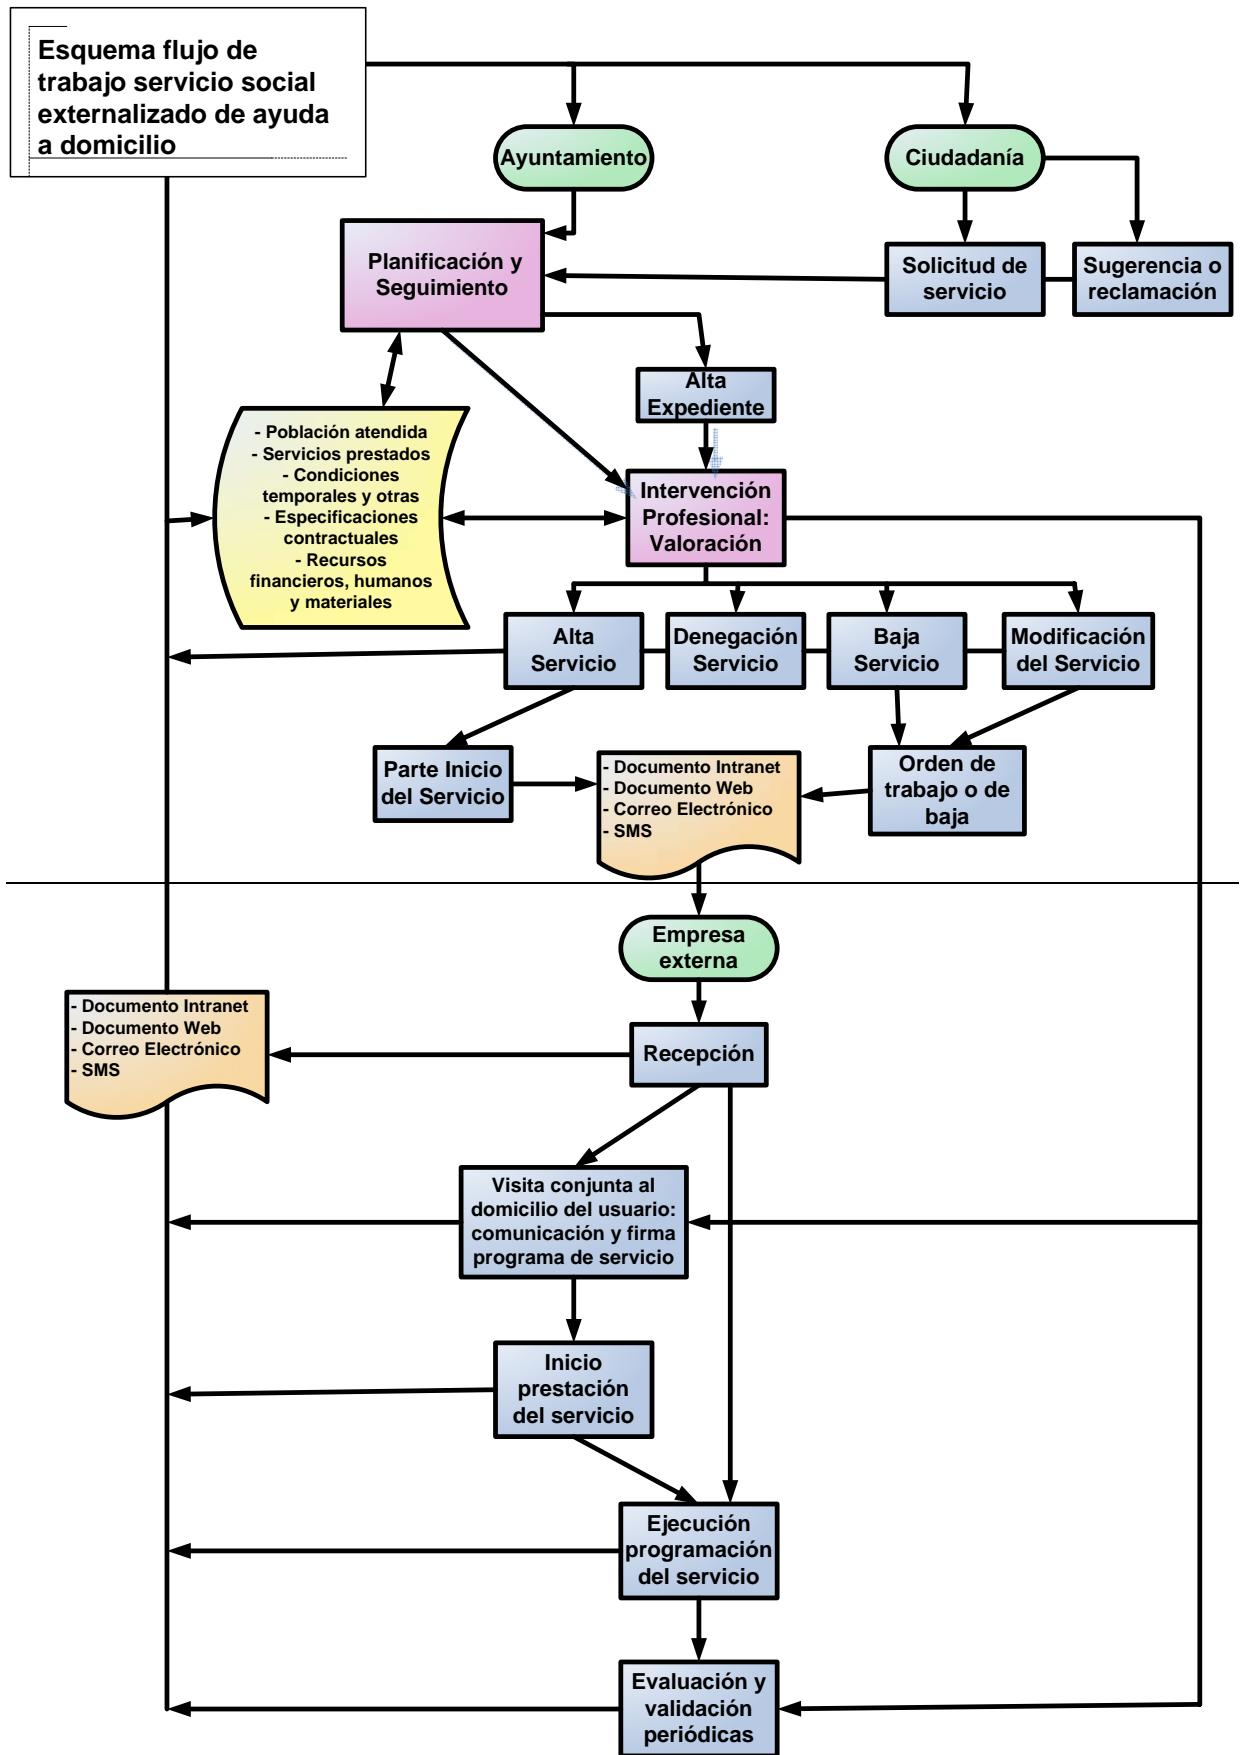 Esquema flujo de
trabajo servicio social
externalizado de ayuda
a domicilio
Ayuntamiento
Ciudadanía
Planificación y
Seguimiento
Solicitud de
servicio
Sugerencia o
reclamación
Alta
Expediente
- Población atendida
- Servicios prestados
- Condiciones
temporales y otras
- Especificaciones
contractuales
- Recursos
financieros, humanos
y materiales
Intervención
Profesional:
Valoración
Alta
Servicio
Denegación
Servicio
Baja
Servicio
Modificación
del Servicio
Parte Inicio
del Servicio
- Documento Intranet
- Documento Web
- Correo Electrónico
- SMS
Orden de
trabajo o de
baja
Empresa
externa
- Documento Intranet
- Documento Web
- Correo Electrónico
- SMS
Recepción
Visita conjunta al
domicilio del usuario:
comunicación y firma
programa de servicio
Inicio
prestación
del servicio
Ejecución
programación
del servicio
Evaluación y
validación
periódicas